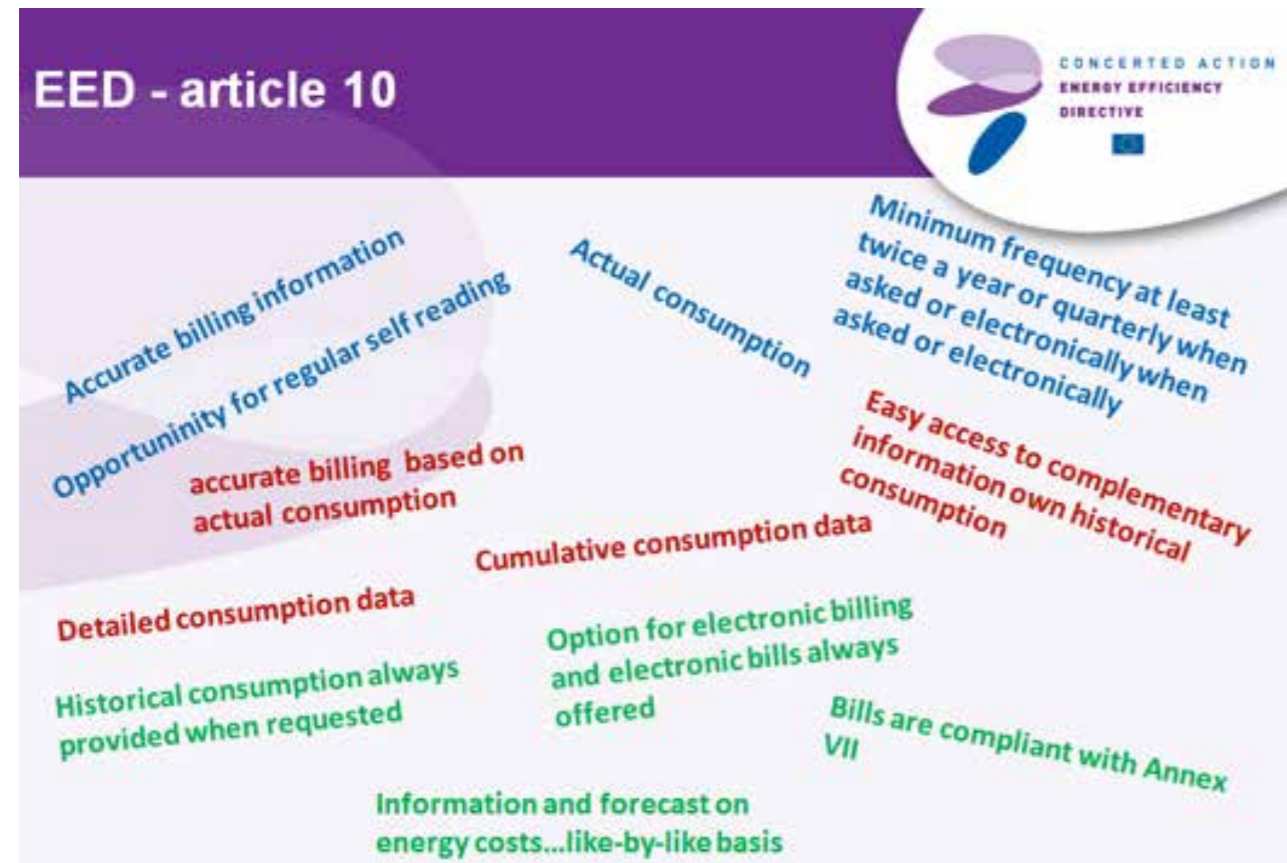 EED - article 10
CONCERTED ACTION
ENERGY EFFICIENCY
DIRECTIVE
Accurate billing information
Opportuninity for regular self reading
Actual consumption
Minimum frequency at least
twice a year or quarterly when
asked or electronically when
asked or electronically
accurate billing based on
actual consumption
Easy access to complementary
information own historical
consumption
Cumulative consumption data
Detailed consumption data
Option for electronic billing
and electronic bills always
offered
Historical consumption always
provided when requested
Bills are compliant with Annex
VII
Information and forecast on
energy costs...like-by-like basis